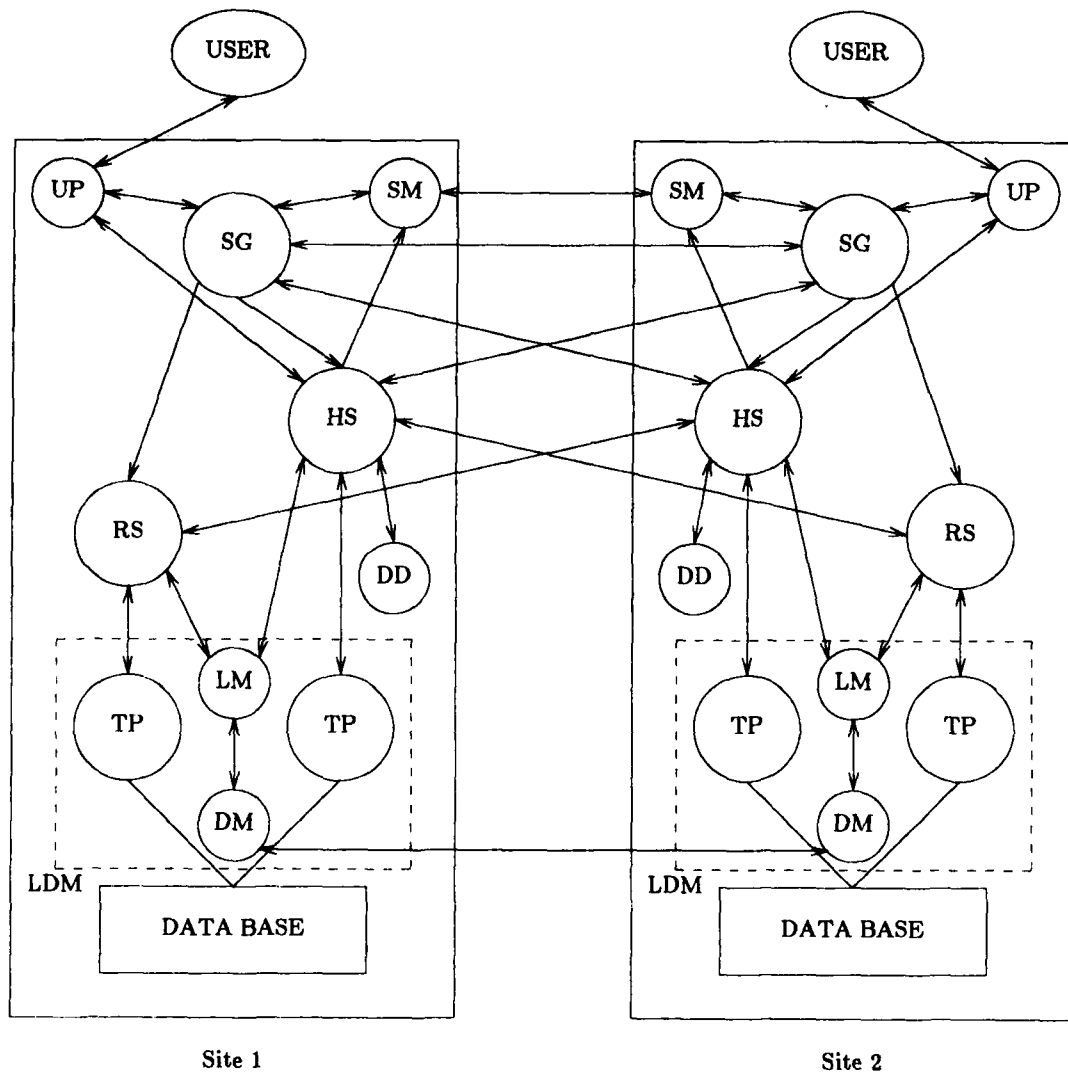 USER
USER
UP
SM
SM
UP
SG
SG
HS
HS
RS
RS
DD
DD
LM
LM
TP
TP
TP
TP
DM
DM
LDM
LDM
DATA BASE
DATA BASE
Site 1
Site 2